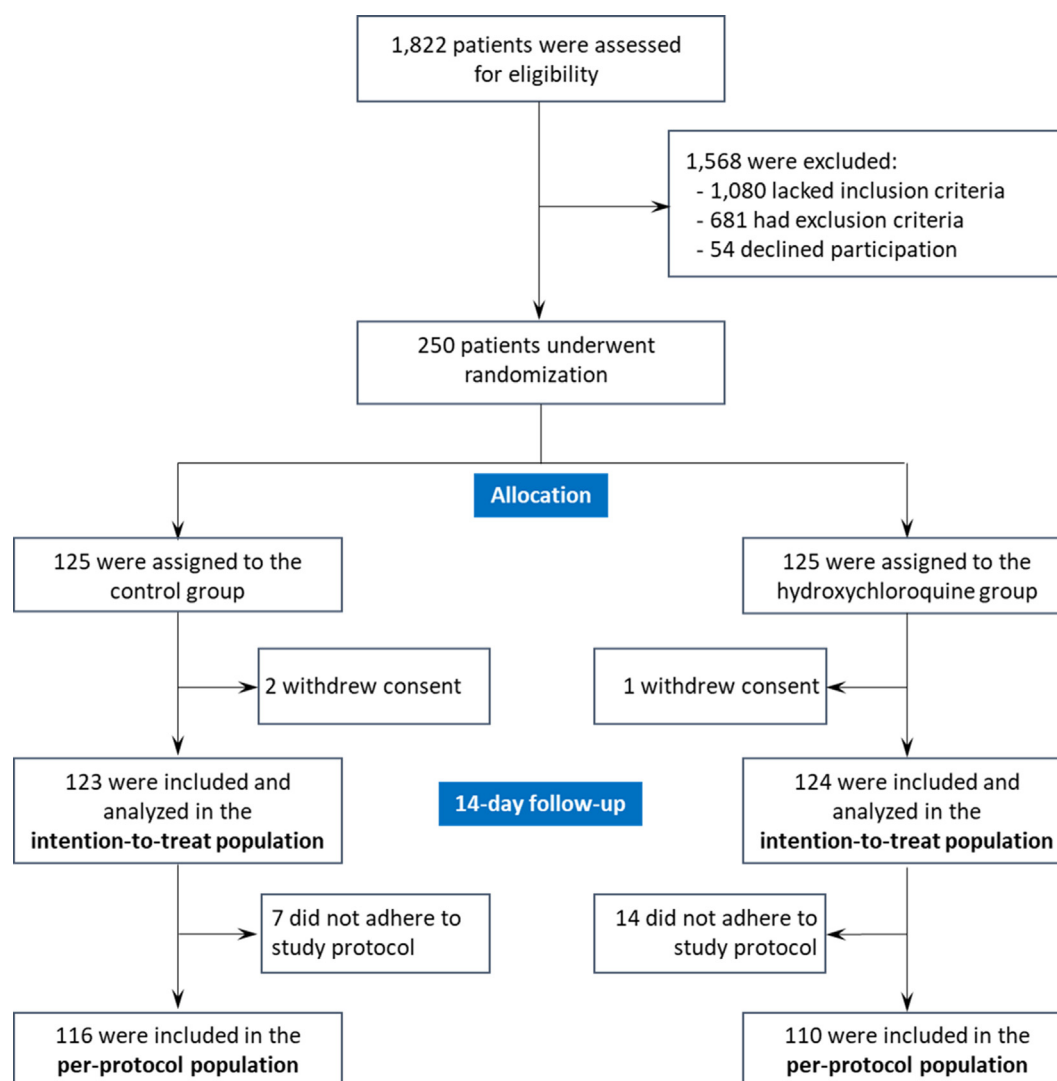 1,822 patients were assessed
for eligibility
1,568 were excluded:
- 1,080 lacked inclusion criteria
- 681 had exclusion criteria
- 54 declined participation
250 patients underwent
randomization
Allocation
125 were assigned to the
control group
125 were assigned to the
hydroxychloroquine group
2 withdrew consent
1 withdrew consent
123 were included and
analyzed in the
intention-to-treat population
14-day follow-up
124 were included and
analyzed in the
intention-to-treat population
7 did not adhere to
study protocol
14 did not adhere to
study protocol
116 were included in the
per-protocol population
110 were included in the
per-protocol population